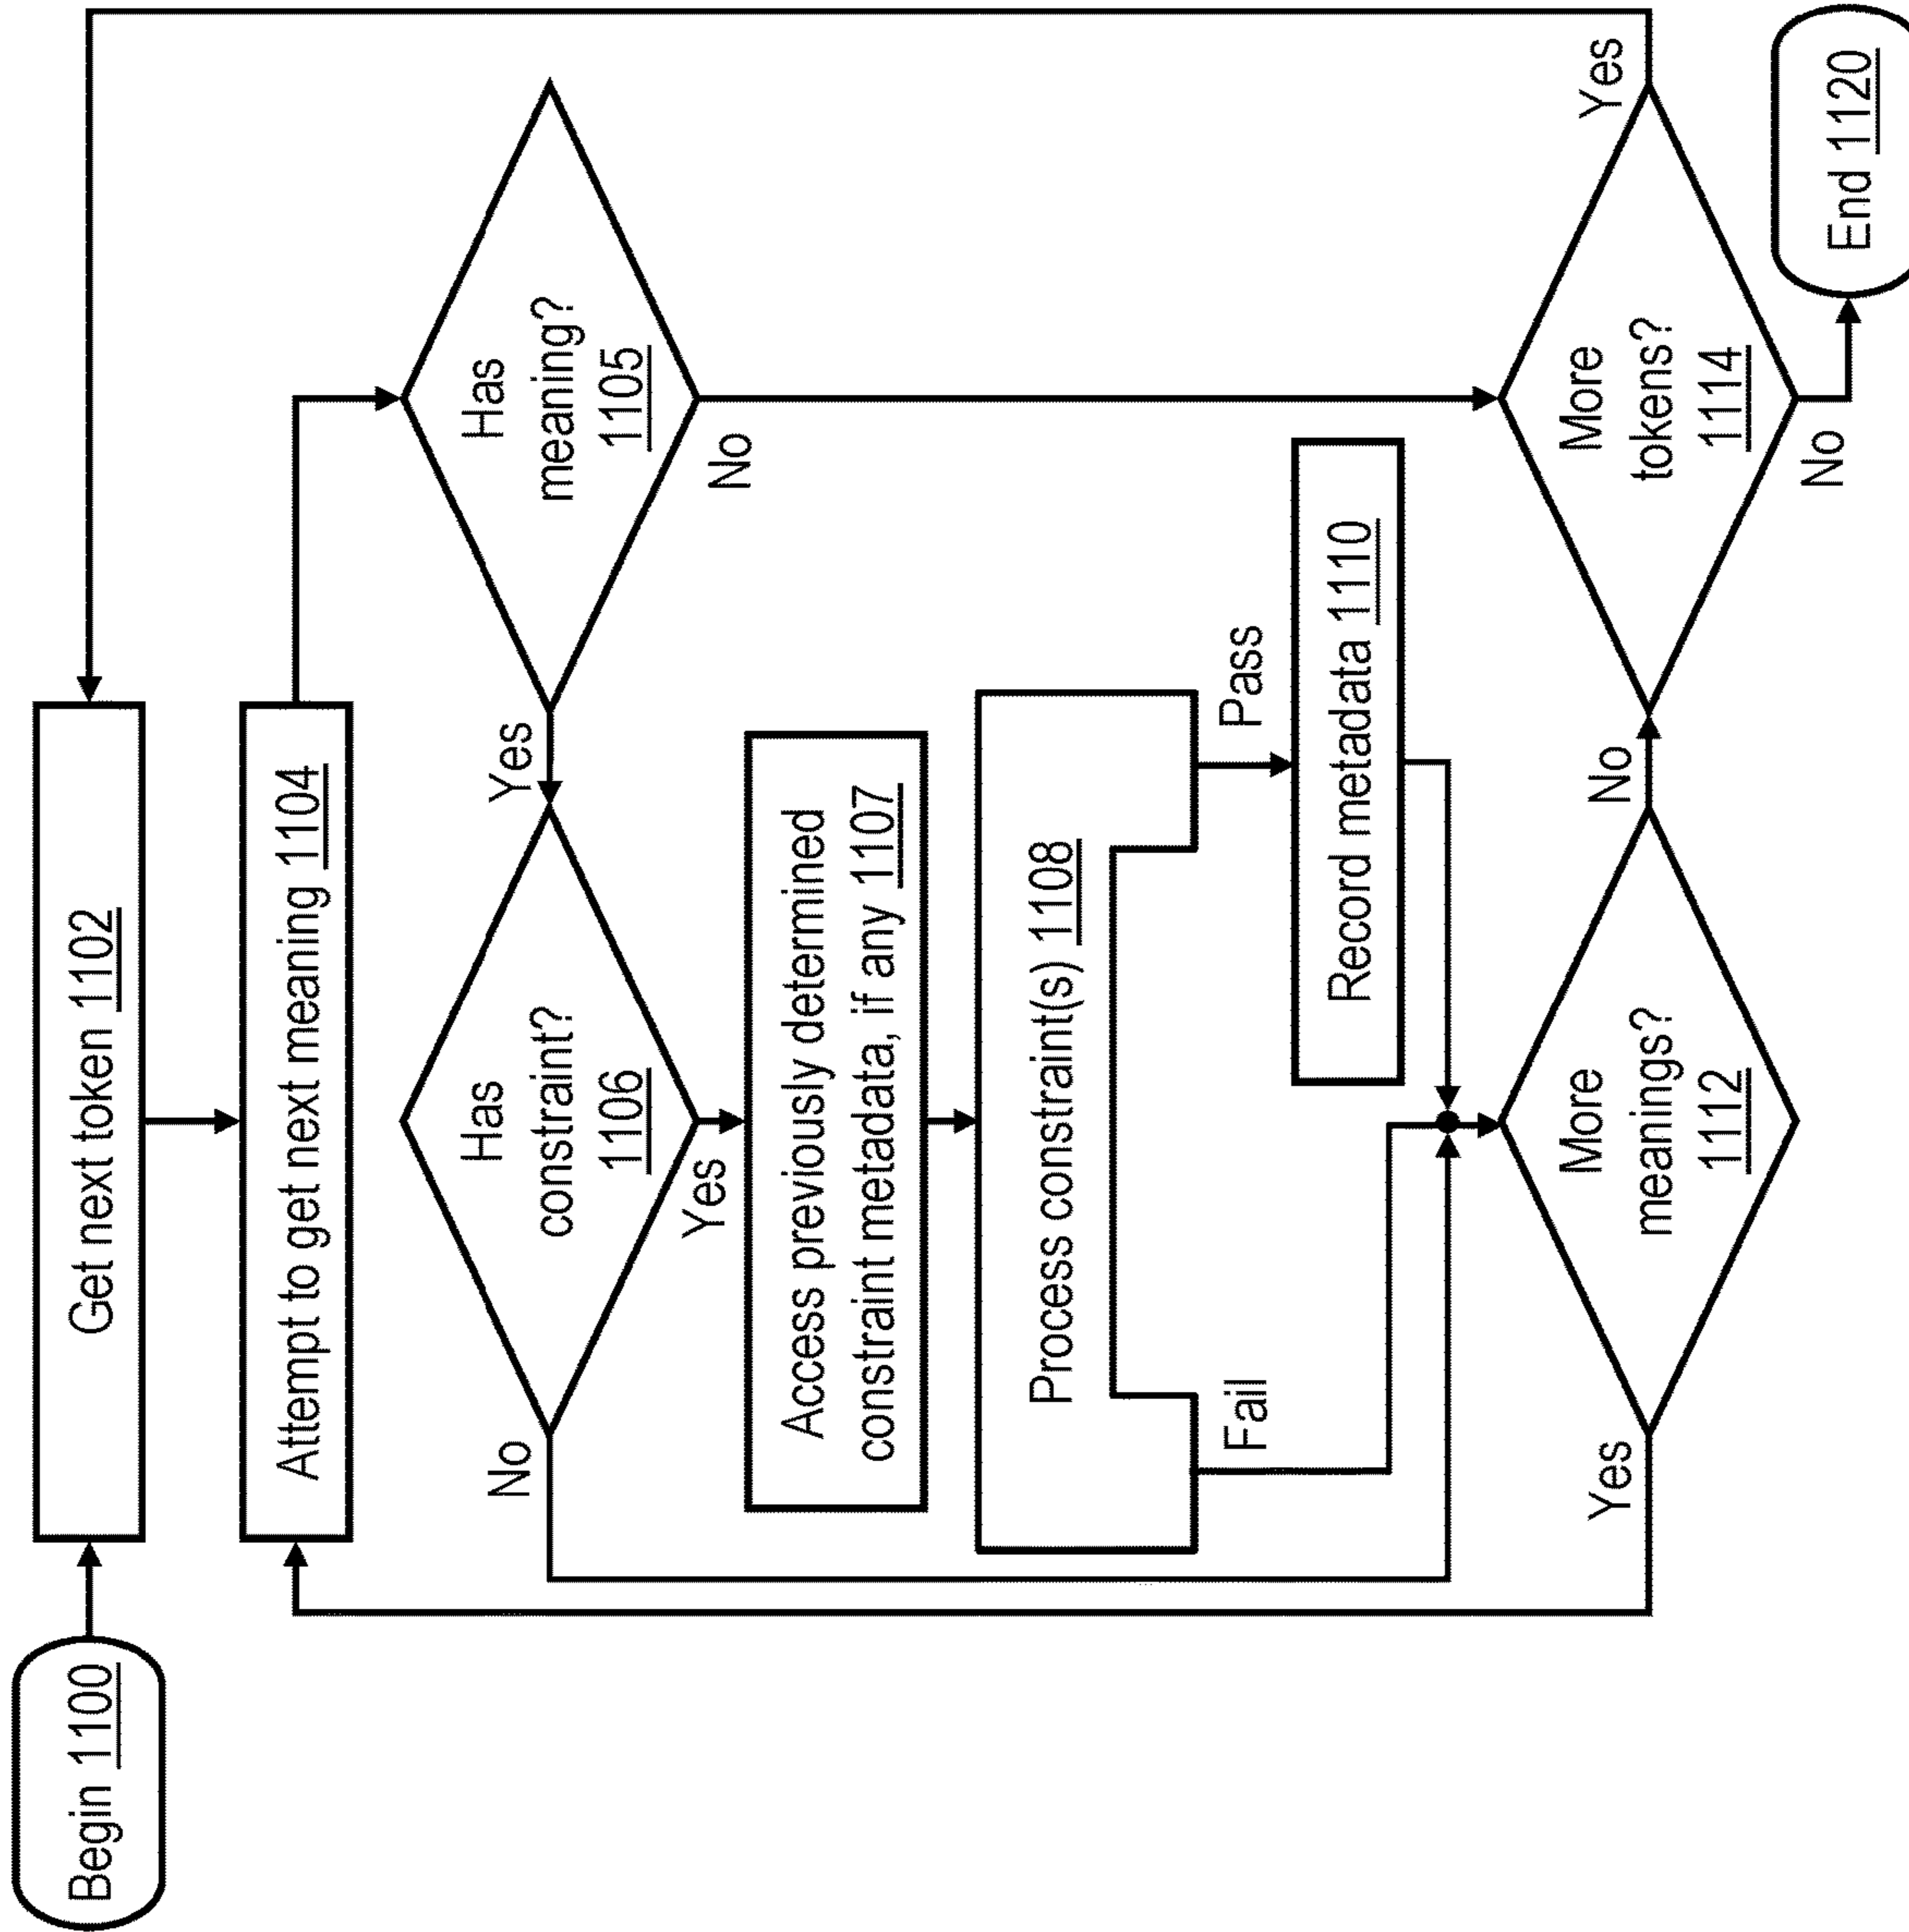 Begin 1100
Get next token 1102
Attempt to get next meaning 1104
Has
meaning?
1105
Yes
No
Has
constraint?
1106
No
Yes
Access previously determined
constraint metadata, if any 1107
Process constraint(s) 1108
Fail
Pass
Record metadata 1110
More
meanings?
1112
Yes
No
More
tokens?
1114
Yes
No
End 1120